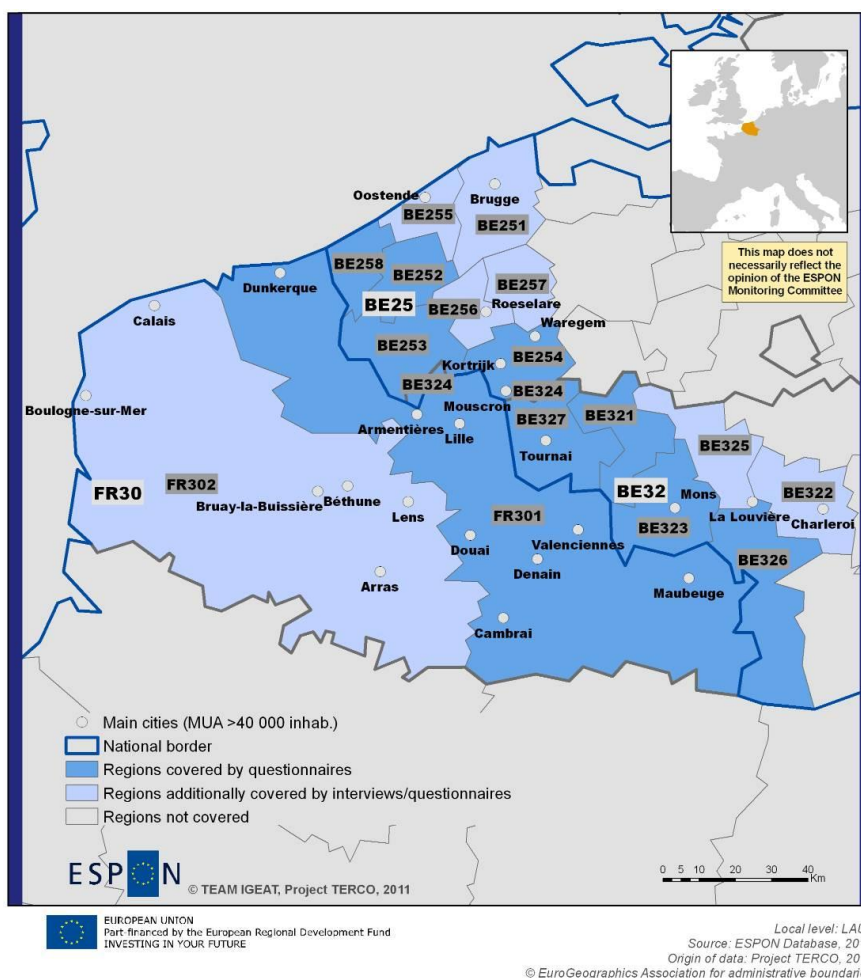 Oostende
Brugge
BE255
BE251
This map does not
necessarily reflect the
opinion of the ESPON
Monitoring Committee
BE258
BE252
Dunkerque
BE257
BE25
BE256
Roeselare
Calais
Waregem
BE253
BE254
Kortrijk
BE324
BE324
Boulogne-sur-Mer
Mouscron
Armentières
BE327
BE321
Lille
Tournai
BE325
FR30
FR302
BE32
Mons
BE322
Bruay-la-Buissière
Béthune
Lens
FR301
La Louvière
Charleroi
BE323
Douai
Valenciennes
Denain
BE326
Arras
Maubeuge
Cambrai
Main cities (MUA >40 000 inhab.)
National border
Regions covered by questionnaires
Regions additionally covered by interviews/questionnaires
Regions not covered
ESPON
© TEAM IGEAT, Project TERCO, 2011
0 5 10 20 30 40
Km
EUROPEAN UNION
Part-financed by the European Regional Development Fund
INVESTING IN YOUR FUTURE
Local level:
Source: ESPON Database,
Origin of data: Project TERCO,
© EuroGeographics Association for administrative